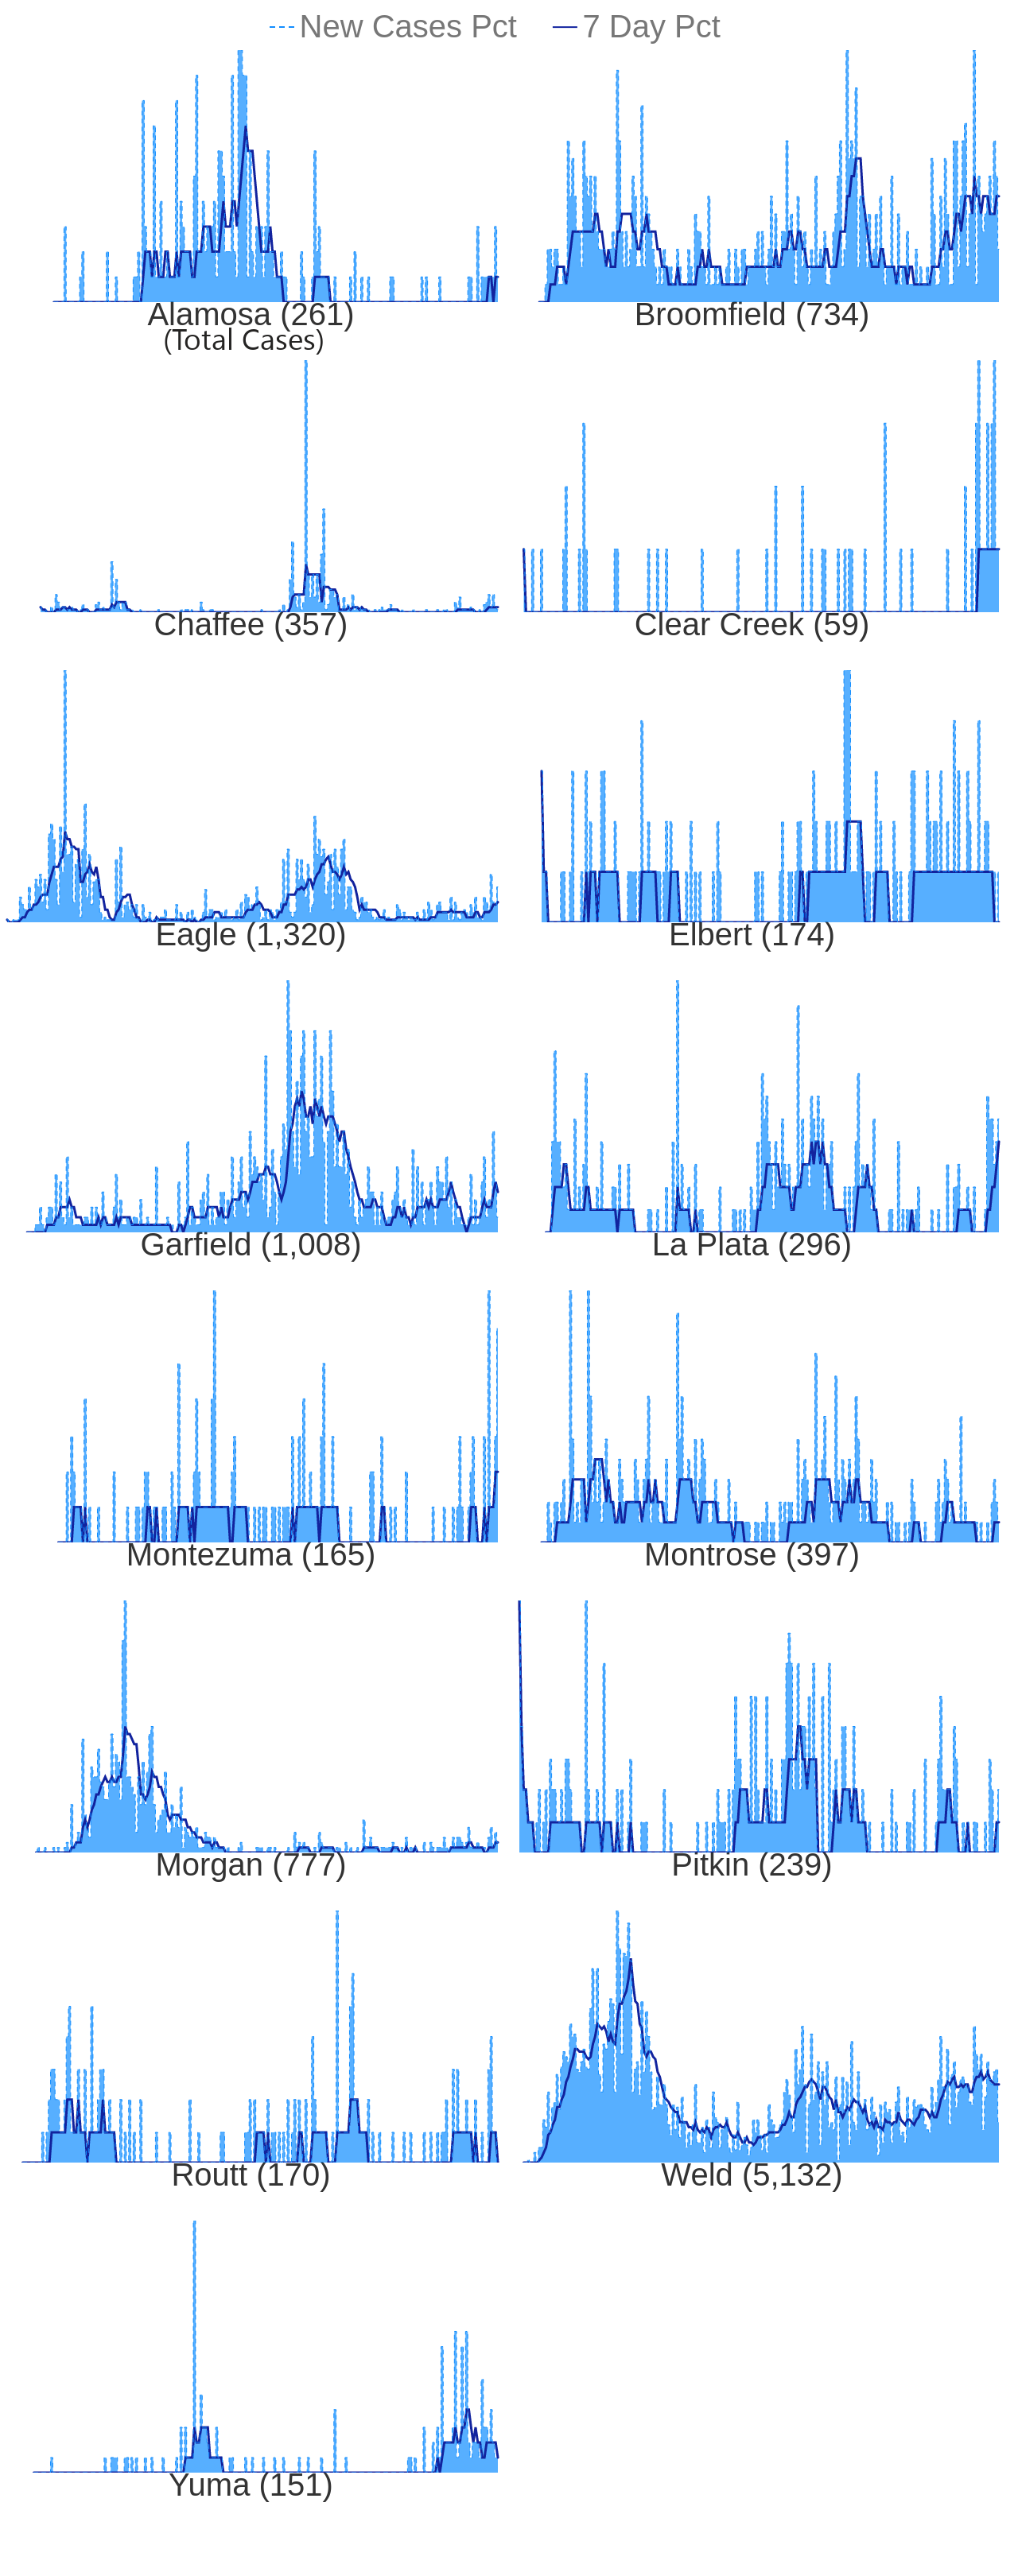 New Cases Pct 7 Day Pct
Alamosa (261) Broomfield (734)
(Total Cases)
Chaffee (357) Clear Creek (59)
Eagle (1,320) Elbert (174)
Garfield (1,008) La Plata (296)
Montezuma (165) Montrose (397)
Morgan (777) Pitkin (239)
Routt (170) Weld (5,132)
Yuma (151)